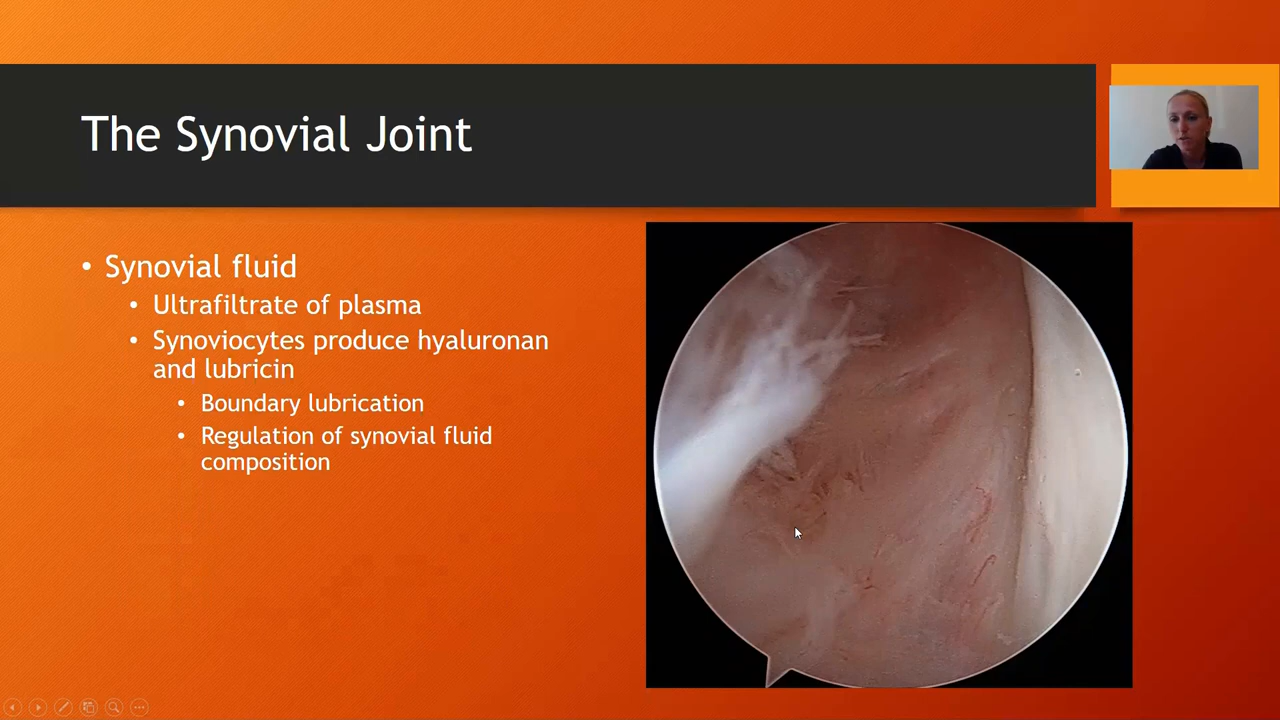 The Synovial Joint
• Synovial fluid
• Ultrafiltrate of plasma
• Synoviocytes produce hyaluronan
and lubricin
• Boundary lubrication
• Regulation of synovial fluid
composition